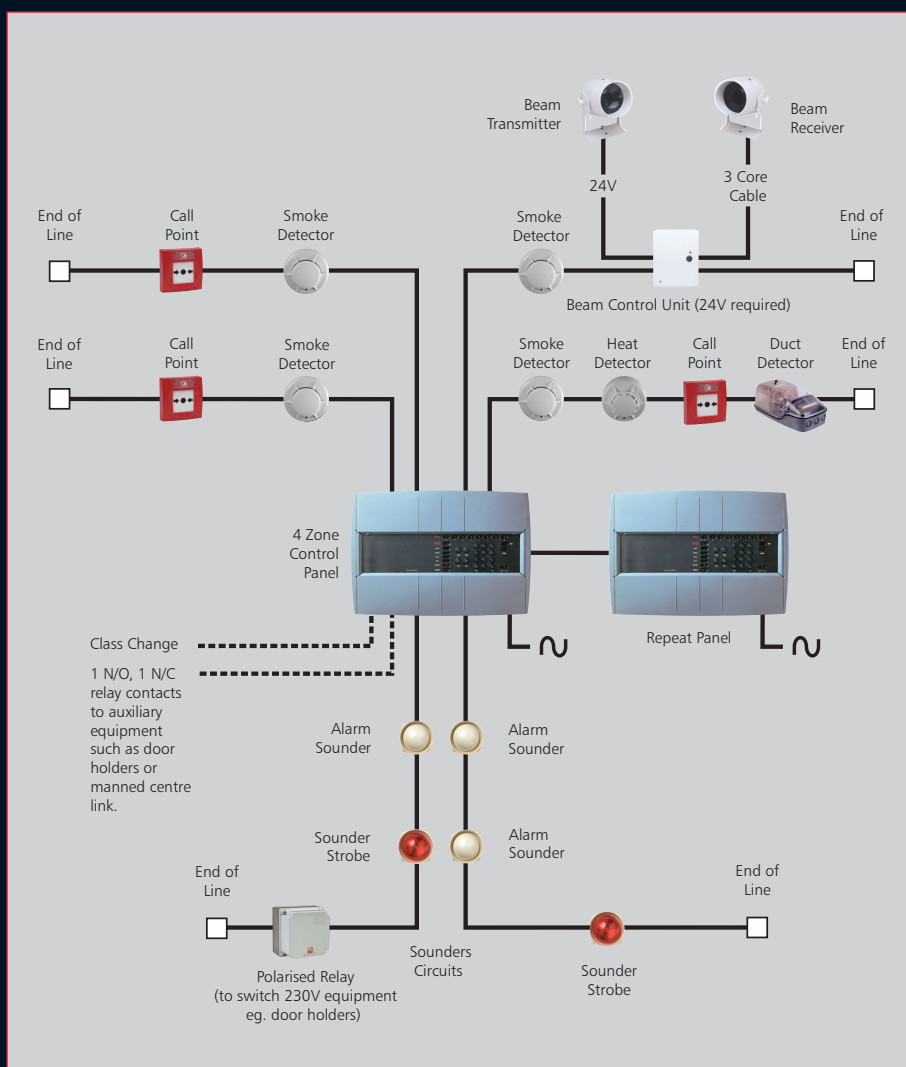 Beam
Transmitter
Beam
Receiver
24V
3 Core
Cable
End of
Line
Call
Point
Smoke
Detector
Smoke
Detector
End of
Line
Beam Control Unit (24V required)
End of
Line
Call
Point
Smoke
Detector
Smoke
Detector
Heat
Detector
Call
Point
Duct
Detector
End of
Line
4 Zone
Control
Panel
Repeat Panel
Class Change
1 N/O, 1 N/C
relay contacts
to auxiliary
equipment
such as door
holders or
manned centre
link.
Alarm
Sounder
Alarm
Sounder
Sounder
Strobe
Alarm
Sounder
End of
Line
End of
Line
Polarised Relay
(to switch 230V equipment
eg. door holders)
Sounders
Circuits
Sounder
Strobe